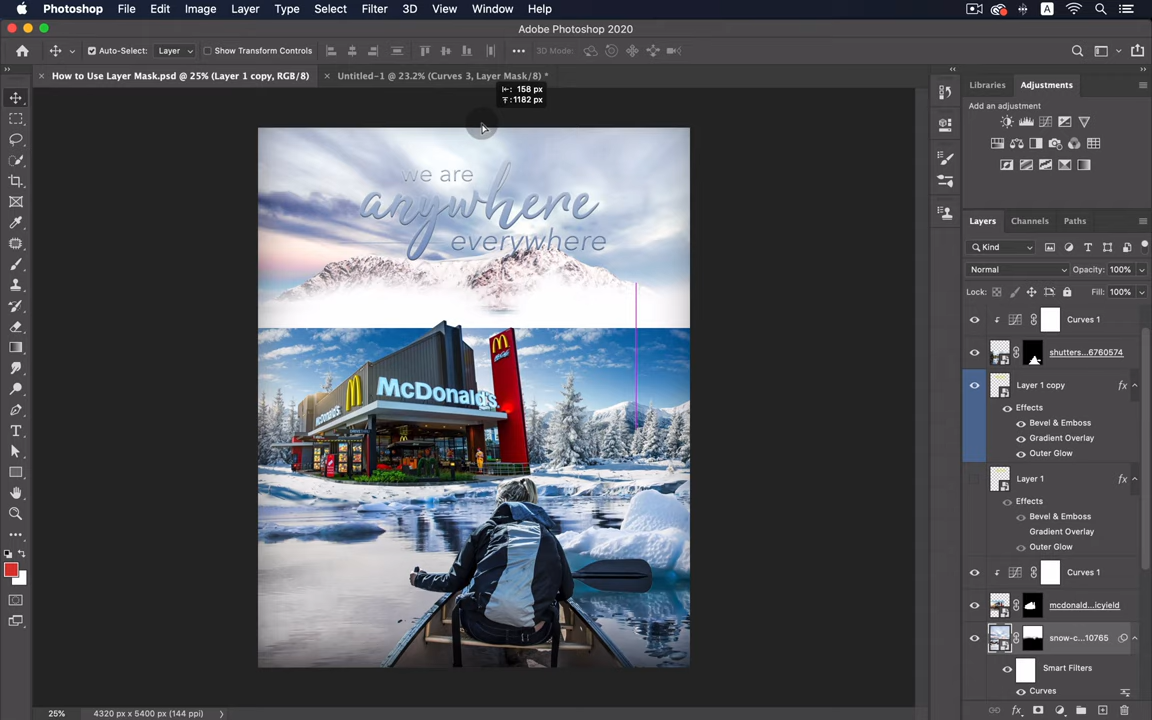 Photoshop File Edit Image Layer Type Select Filter 3D View Window Help A
Adobe Photoshop 2020
Auto-Select: Layer Show Transform Controls 3D Mode:
× How to Use Layer Mask.psd @ 25% (Layer 1 copy, RGB/8) × Untitled-1 @ 23.2% (Curves 3, Layer Mask/8) *
158 px
1182 px
we are
anywhere
everywhere
McDonald's.
McDonald's
Libraries Adjustments
Add an adjustment
Layers Channels Paths
Kind
Normal Opacity: 100%
Lock: Fill: 100%
Curves 1
shutters...6760574
Layer 1 copy fx
Effects
Bevel & Emboss
Gradient Overlay
Outer Glow
Layer 1 fx
Effects
Bevel & Emboss
Gradient Overlay
Outer Glow
Curves 1
mcdonald...icyield
snow-c...10765
Smart Filters
Curves
fx
25% 4320 px x 5400 px (144 ppi)